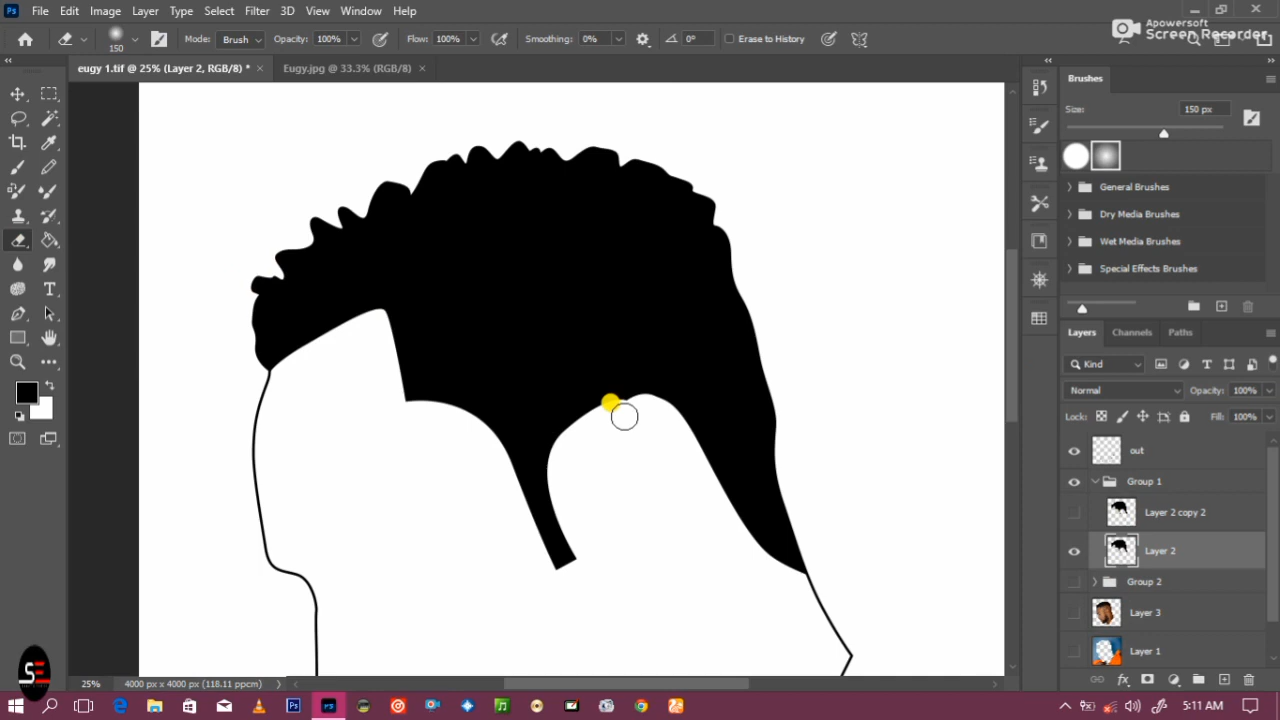 Ps File Edit Image Layer Type Select Filter 3D View Window Help
Apowersoft
Screen Recorder
150 Mode: Brush Opacity: 100% Flow: 100% Smoothing: 0% 0° Erase to History
eugy 1.tif @ 25% (Layer 2, RGB/8) * × Eugy.jpg @ 33.3% (RGB/8) ×
Brushes
Size: 150 px
General Brushes
Dry Media Brushes
Wet Media Brushes
Special Effects Brushes
Layers Channels Paths
Kind
Normal Opacity: 100%
Lock: Fill: 100%
out
Group 1
Layer 2 copy 2
Layer 2
Group 2
Layer 3
Layer 1
SE
25% 4000 px x 4000 px (118.11 ppcm)
5:11 AM